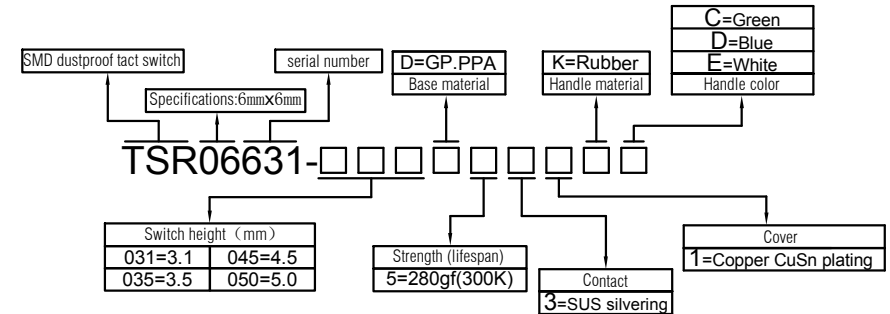 C=Green
D=Blue
E=White
Handle color
SMD dustproof tact switch
serial number
D=GP.PPA
Base material
K=Rubber
Handle material
Specifications:6mmX6mm
TSR06631-□□□□□□□□□
Switch height（mm）
031=3.1 045=4.5
035=3.5 050=5.0
Strength (lifespan)
5=280gf(300K)
Contact
3=SUS silvering
Cover
1=Copper CuSn plating